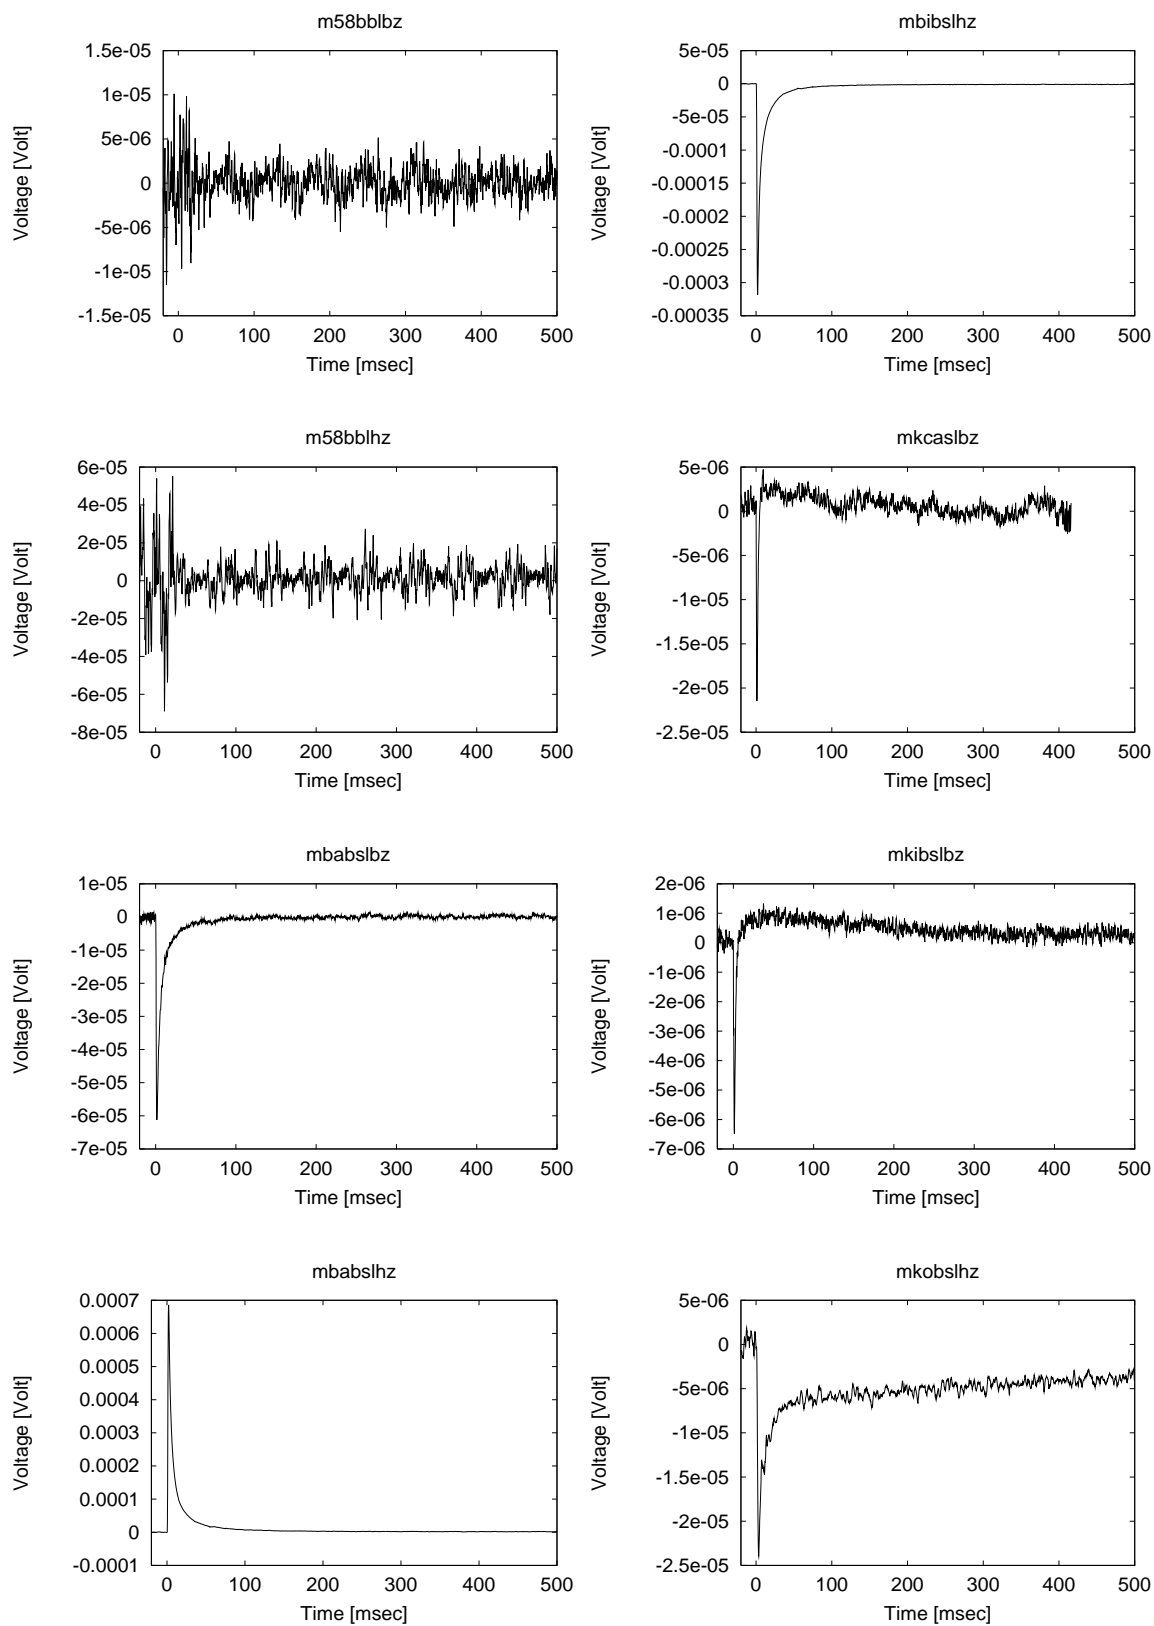 m58bblbz
1.5e-05
1e-05
5e-06
0
-5e-06
-1e-05
-1.5e-05
Voltage [Volt]
0 100 200 300 400 500
Time [msec]
mbibslhz
5e-05
0
-5e-05
-0.0001
-0.00015
-0.0002
-0.00025
-0.0003
-0.00035
Voltage [Volt]
0 100 200 300 400 500
Time [msec]
m58bblhz
6e-05
4e-05
2e-05
0
-2e-05
-4e-05
-6e-05
-8e-05
Voltage [Volt]
0 100 200 300 400 500
Time [msec]
mkcaslbz
5e-06
0
-5e-06
-1e-05
-1.5e-05
-2e-05
-2.5e-05
Voltage [Volt]
0 100 200 300 400 500
Time [msec]
mbabslbz
1e-05
0
-1e-05
-2e-05
-3e-05
-4e-05
-5e-05
-6e-05
-7e-05
Voltage [Volt]
0 100 200 300 400 500
Time [msec]
mkibslbz
2e-06
1e-06
0
-1e-06
-2e-06
-3e-06
-4e-06
-5e-06
-6e-06
-7e-06
Voltage [Volt]
0 100 200 300 400 500
Time [msec]
mbabslhz
0.0007
0.0006
0.0005
0.0004
0.0003
0.0002
0.0001
0
-0.0001
Voltage [Volt]
0 100 200 300 400 500
Time [msec]
mkobslhz
5e-06
0
-5e-06
-1e-05
-1.5e-05
-2e-05
-2.5e-05
Voltage [Volt]
0 100 200 300 400 500
Time [msec]